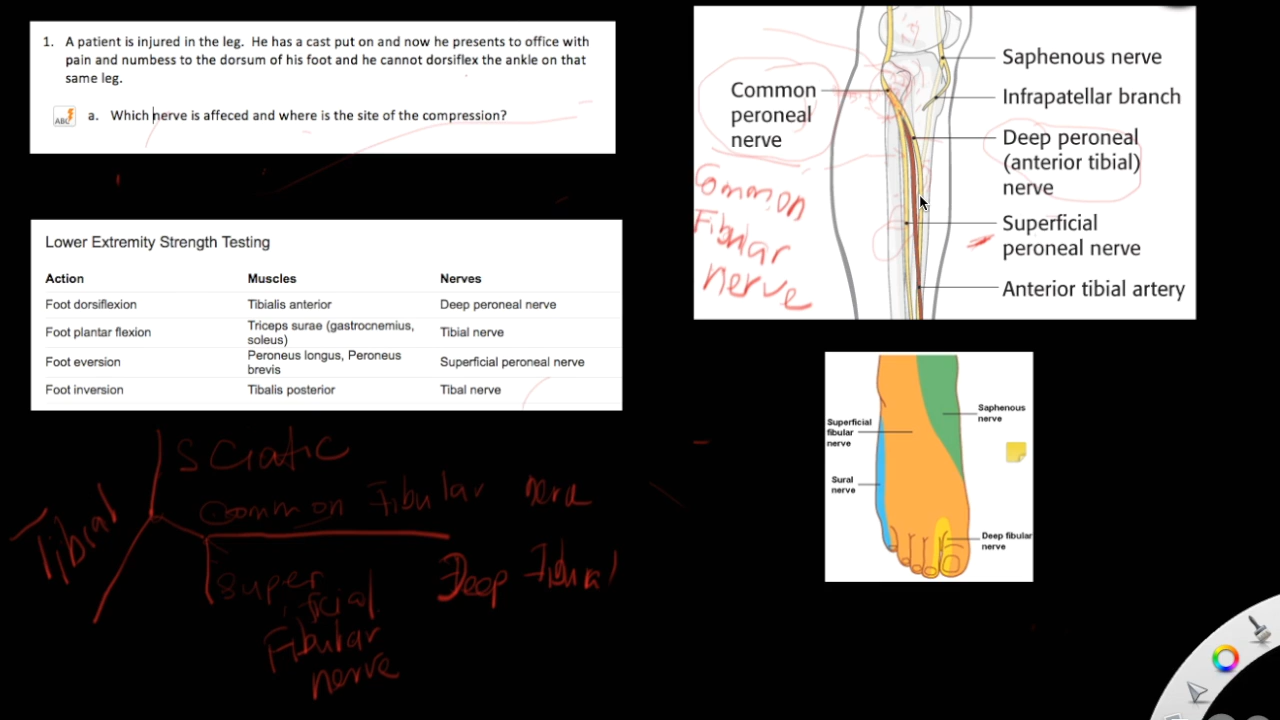 1. A patient is injured in the leg. He has a cast put on and now he presents to office with
pain and numbess to the dorsum of his foot and he cannot dorsiflex the ankle on that
same leg.
ABC
a. Which nerve is affeced and where is the site of the compression?
Lower Extremity Strength Testing
Action Muscles Nerves
Foot dorsiflexion Tibialis anterior Deep peroneal nerve
Foot plantar flexion Triceps surae (gastrocnemius,
soleus) Tibial nerve
Foot eversion Peroneus longus, Peroneus
brevis Superficial peroneal nerve
Foot inversion Tibalis posterior Tibal nerve
Sciatic
Tibial
Common Fibular
Super
ficial
Fibular
nerve
Deep Fibular
Common
peroneal
nerve
Common
Fibular
nerve
Saphenous nerve
Infrapatellar branch
Deep peroneal
(anterior tibial)
nerve
Superficial
peroneal nerve
Anterior tibial artery
Superficial
fibular
nerve
Sural
nerve
Saphenous
nerve
Deep fibular
nerve